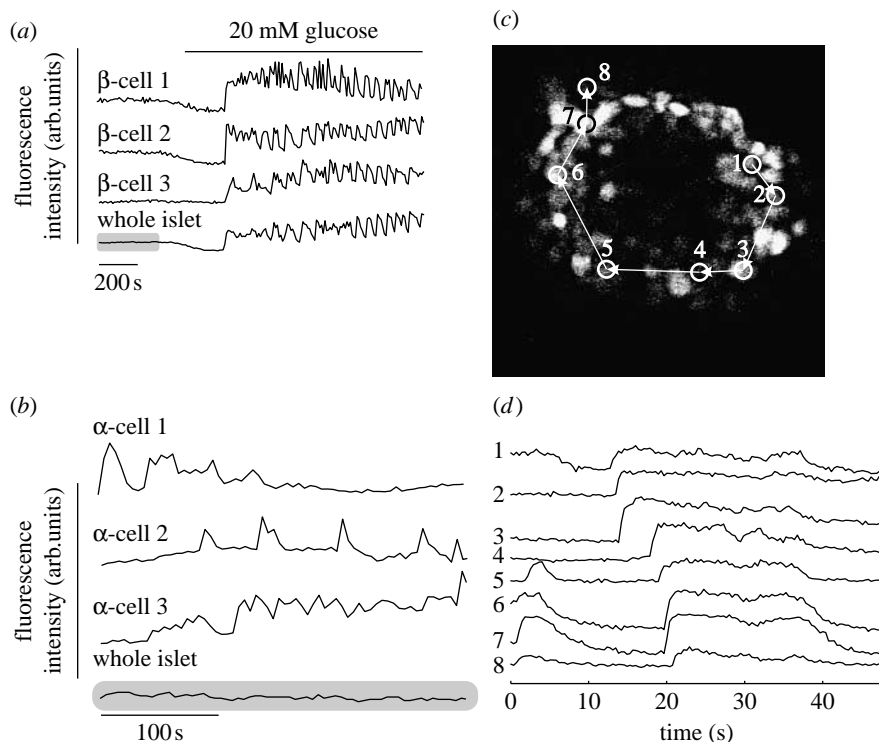 (a)
20 mM glucose
β-cell 1
β-cell 2
β-cell 3
whole islet
fluorescence
intensity (arb.units)
200 s
(b)
α-cell 1
α-cell 2
α-cell 3
whole islet
fluorescence
intensity (arb.units)
100 s
(c)
8
7
6
5
4
3
2
1
(d)
1
2
3
4
5
6
7
8
0 10 20 30 40
time (s)